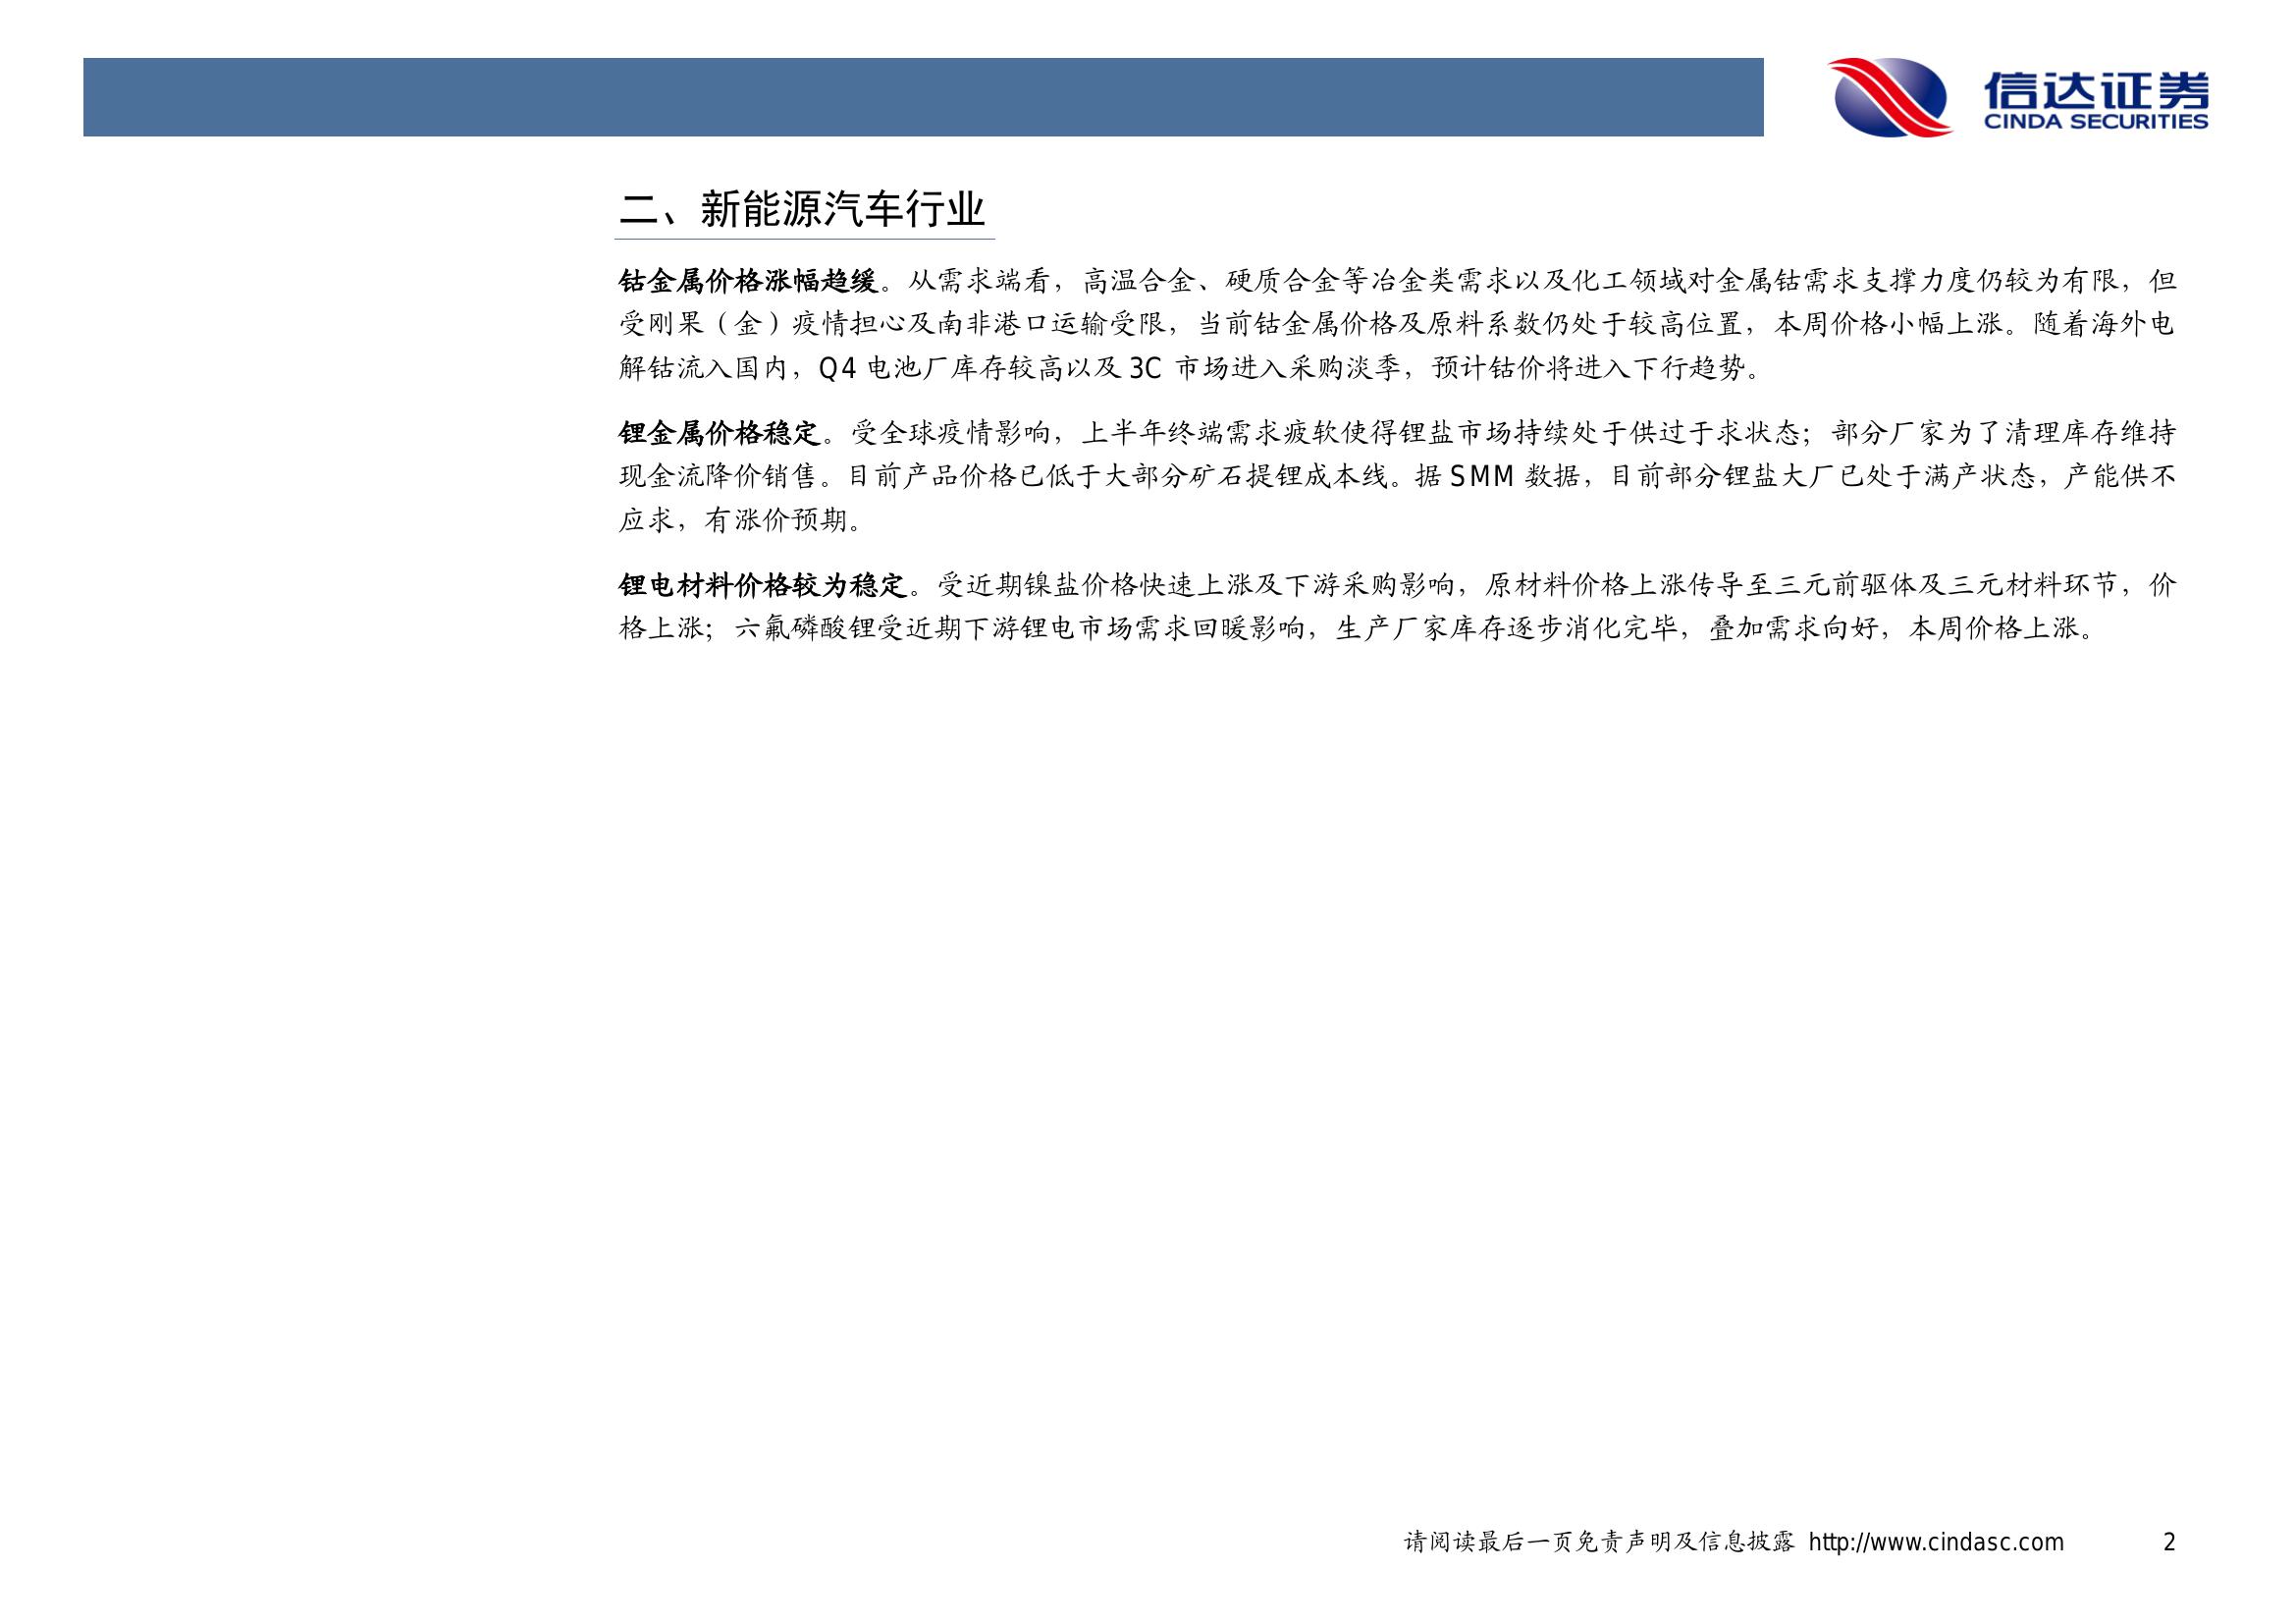 信达证券
CINDA SECURITIES
二、新能源汽车行业
钴金属价格涨幅趋缓。从需求端看，高温合金、硬质合金等冶金类需求以及化工领域对金属钴需求支撑力度仍较为有限，但
受刚果（金）疫情担心及南非港口运输受限，当前钴金属价格及原料系数仍处于较高位置，本周价格小幅上涨。随着海外电
解钴流入国内，Q4 电池厂库存较高以及 3C 市场进入采购淡季，预计钴价将进入下行趋势。
锂金属价格稳定。受全球疫情影响，上半年终端需求疲软使得锂盐市场持续处于供过于求状态；部分厂家为了清理库存维持
现金流降价销售。目前产品价格已低于大部分矿石提锂成本线。据 SMM 数据，目前部分锂盐大厂已处于满产状态，产能供不
应求，有涨价预期。
锂电材料价格较为稳定。受近期镍盐价格快速上涨及下游采购影响，原材料价格上涨传导至三元前驱体及三元材料环节，价
格上涨；六氟磷酸锂受近期下游锂电市场需求回暖影响，生产厂家库存逐步消化完毕，叠加需求向好，本周价格上涨。
请阅读最后一页免责声明及信息披露 http://www.cindasc.com 2